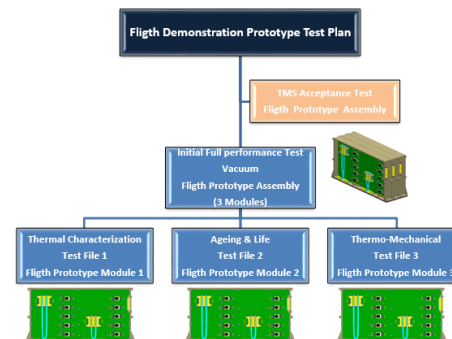 Fligth Demonstration Prototype Test Plan
TMS Acceptance Test
Fligth Prototype Assembly
Initial Full performance Test
Vacuum
Fligth Prototype Assembly
(3 Modules)
Thermal Characterization
Test File 1
Fligth Prototype Module 1
Ageing & Life
Test File 2
Fligth Prototype Module 2
Thermo-Mechanical
Test File 3
Fligth Prototype Module 3